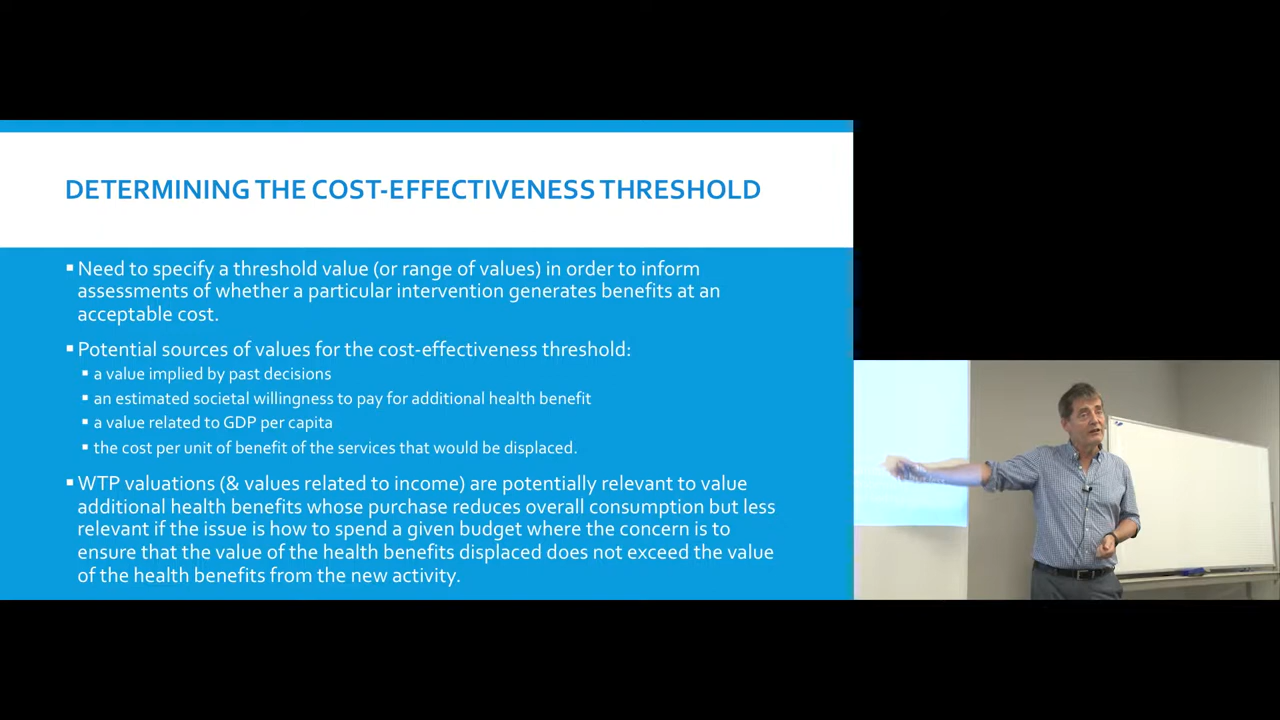 DETERMINING THE COST-EFFECTIVENESS THRESHOLD
▪ Need to specify a threshold value (or range of values) in order to inform
assessments of whether a particular intervention generates benefits at an
acceptable cost.
▪ Potential sources of values for the cost-effectiveness threshold:
▪ a value implied by past decisions
▪ an estimated societal willingness to pay for additional health benefit
▪ a value related to GDP per capita
▪ the cost per unit of benefit of the services that would be displaced.
▪ WTP valuations (& values related to income) are potentially relevant to value
additional health benefits whose purchase reduces overall consumption but less
relevant if the issue is how to spend a given budget where the concern is to
ensure that the value of the health benefits displaced does not exceed the value
of the health benefits from the new activity.